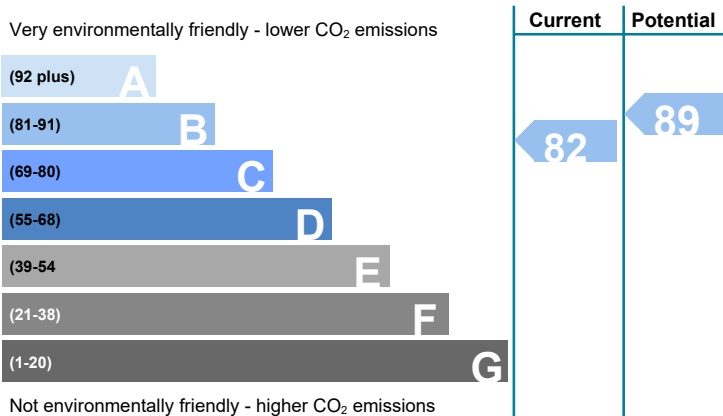 Very environmentally friendly - lower CO₂ emissions
Current
Potential
(92 plus) A
(81-91) B
(69-80) C
(55-68) D
(39-54 E
(21-38) F
(1-20) G
82
89
Not environmentally friendly - higher CO₂ emissions